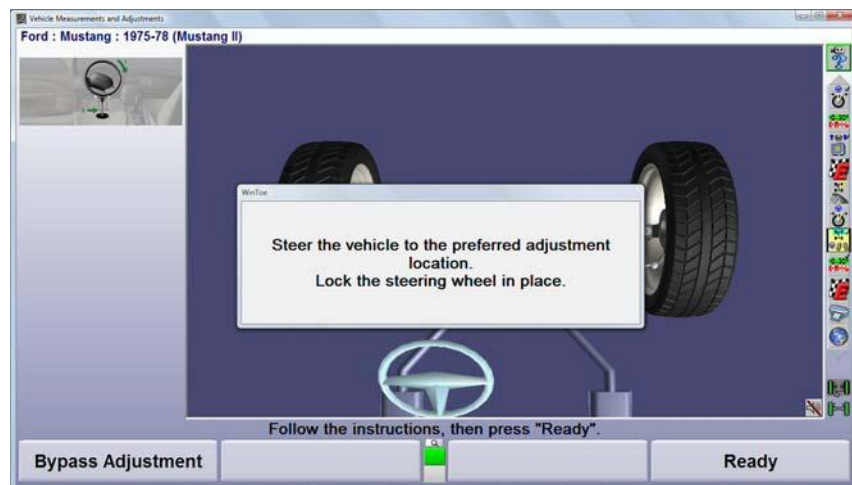 Vehicle Measurements and Adjustments
Ford : Mustang : 1975-78 (Mustang II)
WinToe
Steer the vehicle to the preferred adjustment
location.
Lock the steering wheel in place.
Follow the instructions, then press "Ready".
Bypass Adjustment
Ready